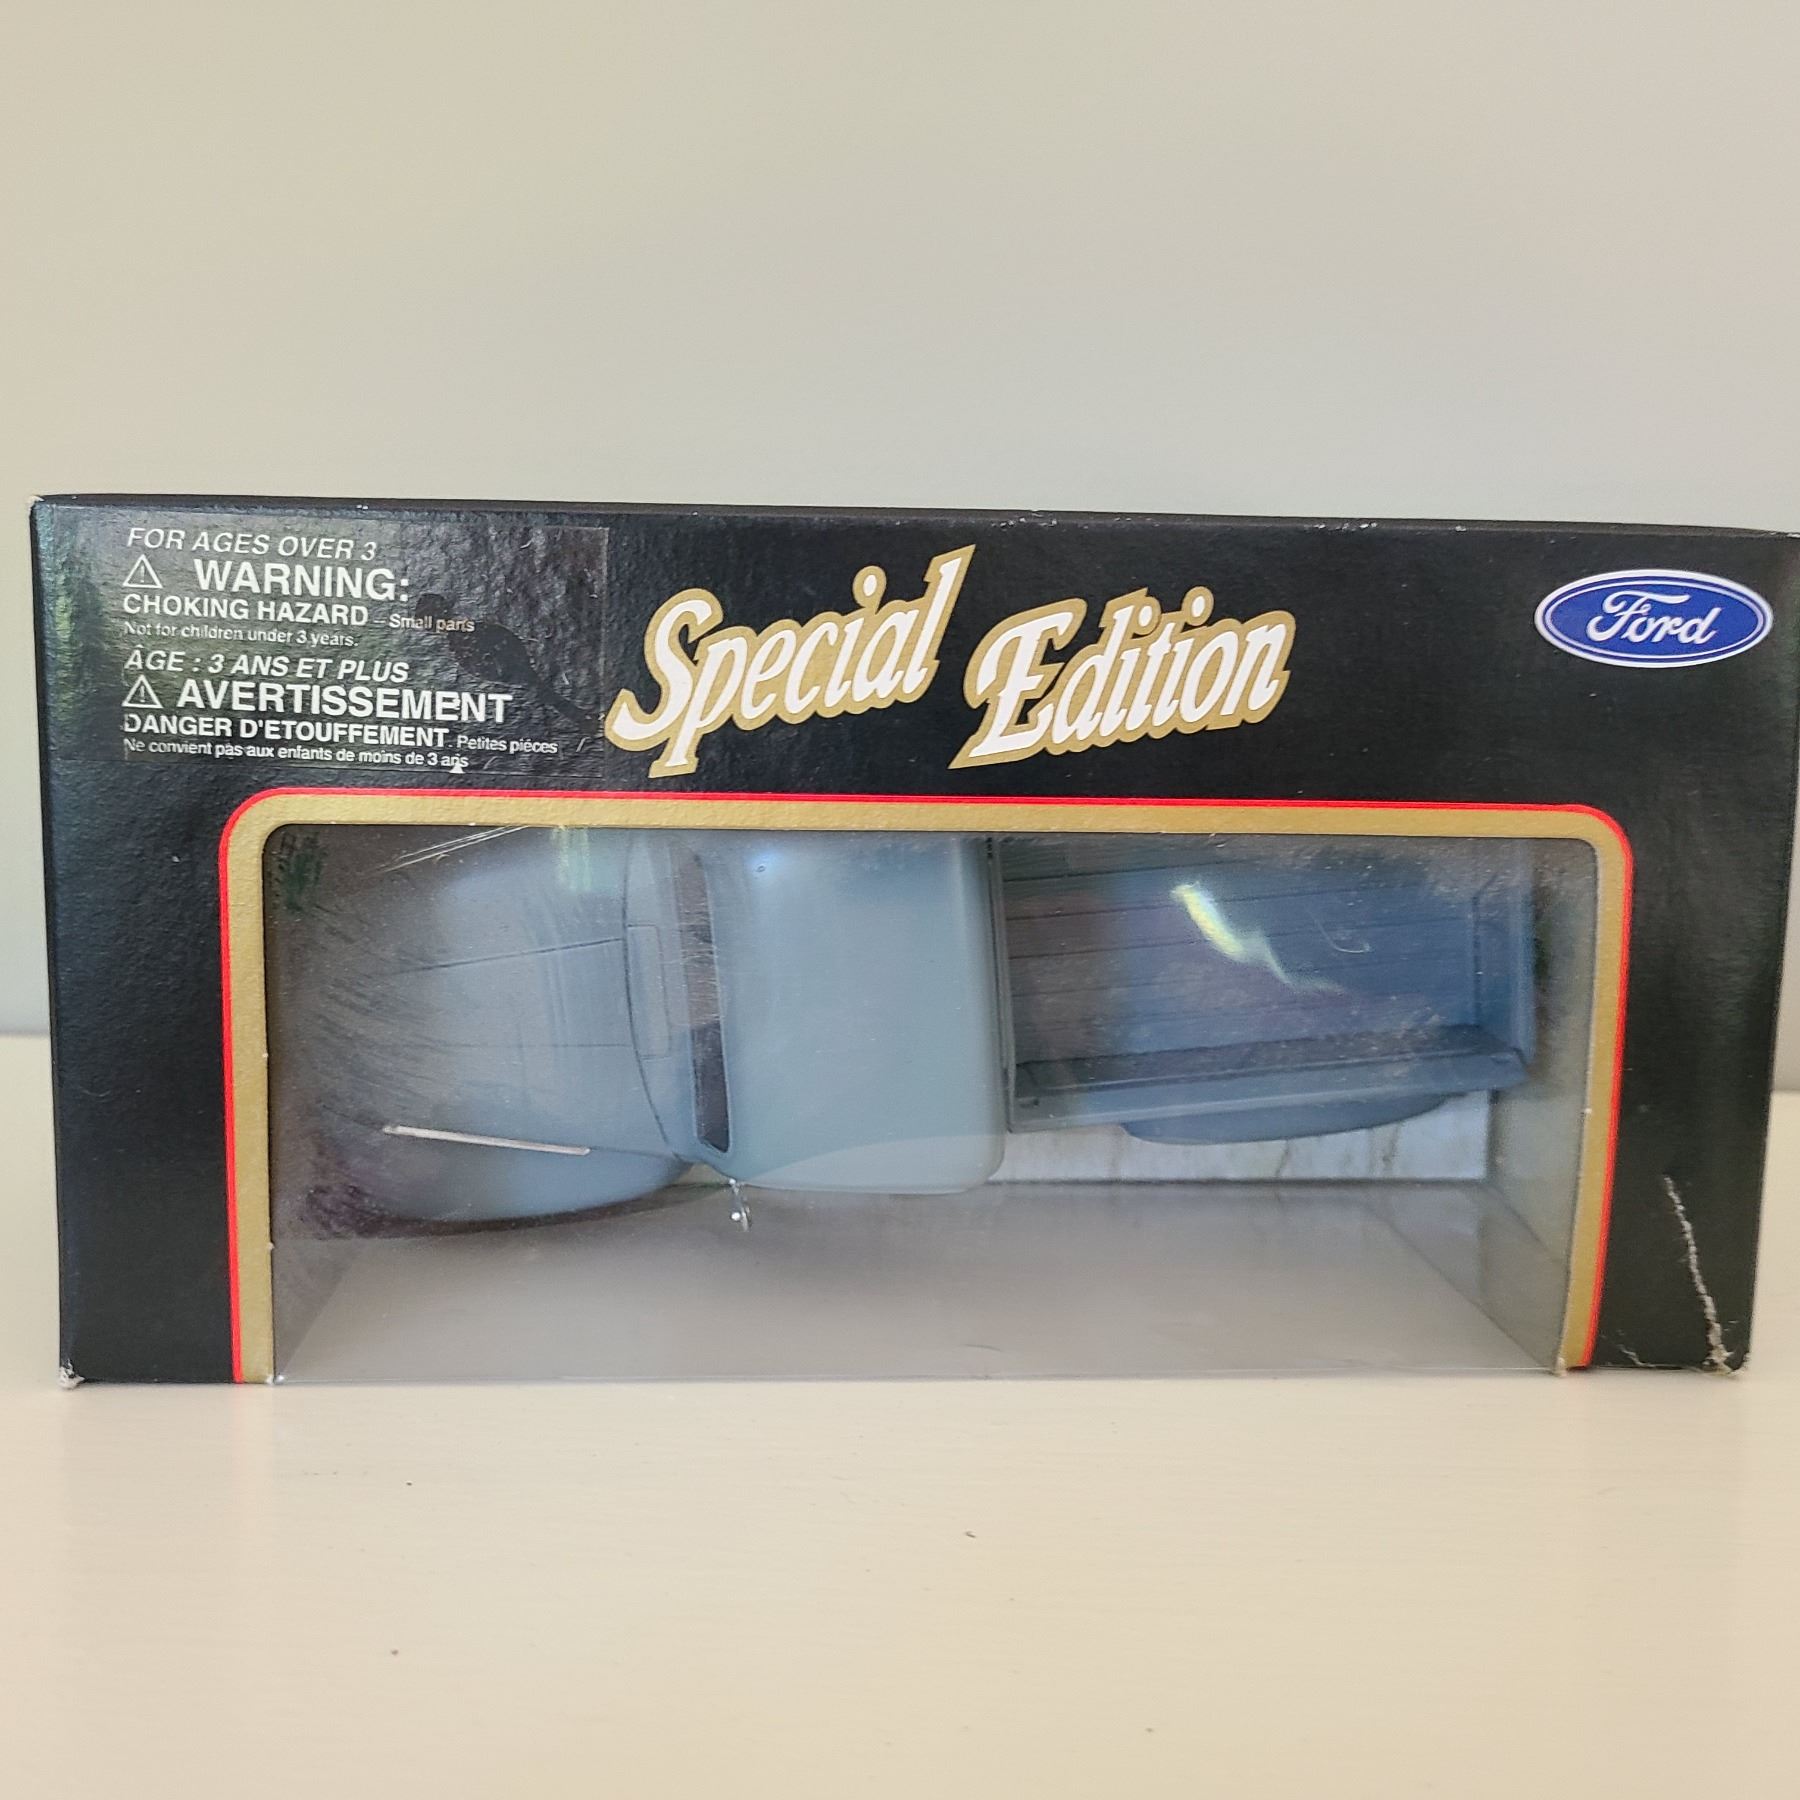 FOR AGES OVER 3
WARNING:
CHOKING HAZARD - Small parts
Not for children under 3 years.
AGE : 3 ANS ET PLUS
AVERTISSEMENT
DANGER D'ETOUFFEMENT. Petites piéces
Ne convient pas aux enfants de moins de 3 ans
Special Edition
Ford